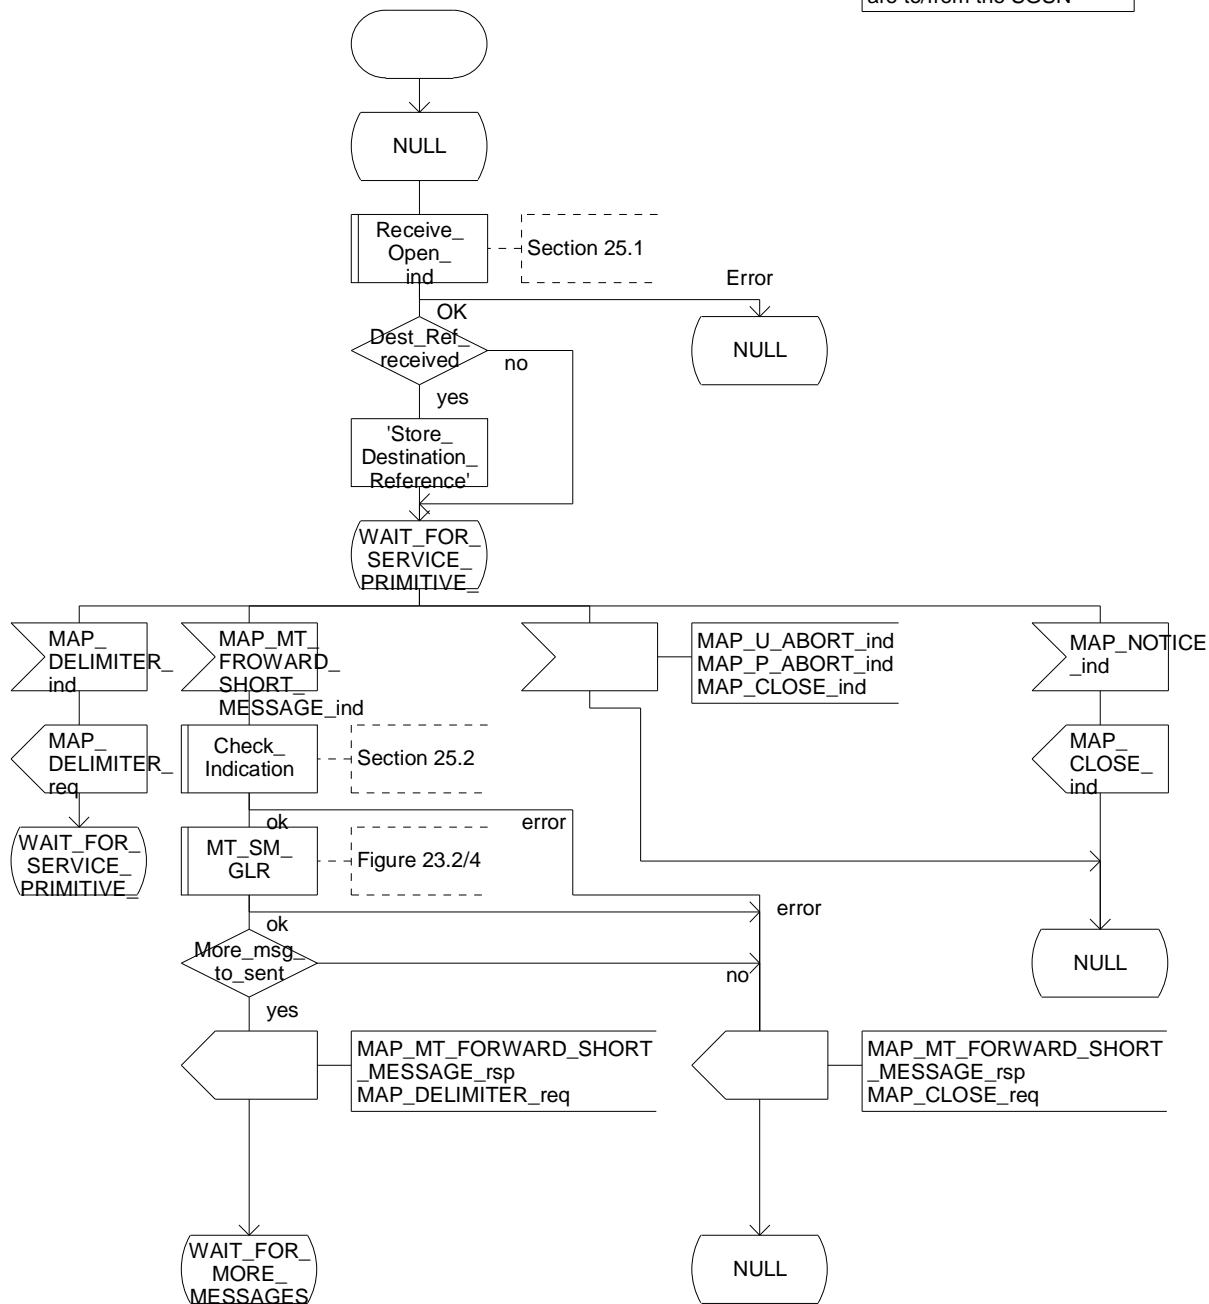 are to/from the SGSN
NULL
Receive_
Open_
ind
Section 25.1
Error
OK
Dest_Ref_
received
no
NULL
yes
'Store_
Destination_
Reference'
WAIT_FOR_
SERVICE_
PRIMITIVE_
MAP_
DELIMITER_
ind
MAP_MT_
FROWARD_
SHORT_
MESSAGE_ind
MAP_U_ABORT_ind
MAP_P_ABORT_ind
MAP_CLOSE_ind
MAP_NOTICE
_ind
MAP_
DELIMITER_
req
Check_
Indication
Section 25.2
MAP_
CLOSE_
ind
ok
error
WAIT_FOR_
SERVICE_
PRIMITIVE_
MT_SM_
GLR
Figure 23.2/4
error
ok
More_msg_
to_sent
no
NULL
yes
MAP_MT_FORWARD_SHORT
_MESSAGE_rsp
MAP_DELIMITER_req
MAP_MT_FORWARD_SHORT
_MESSAGE_rsp
MAP_CLOSE_req
WAIT_FOR_
MORE_
MESSAGES
NULL